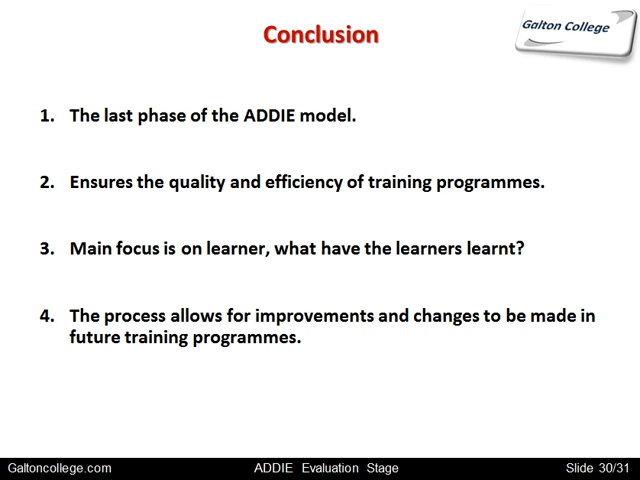 Conclusion
Galton College
1. The last phase of the ADDIE model.
2. Ensures the quality and efficiency of training programmes.
3. Main focus is on learner, what have the learners learnt?
4. The process allows for improvements and changes to be made in
future training programmes.
Galtoncollege.com
ADDIE Evaluation Stage
Slide 30/31